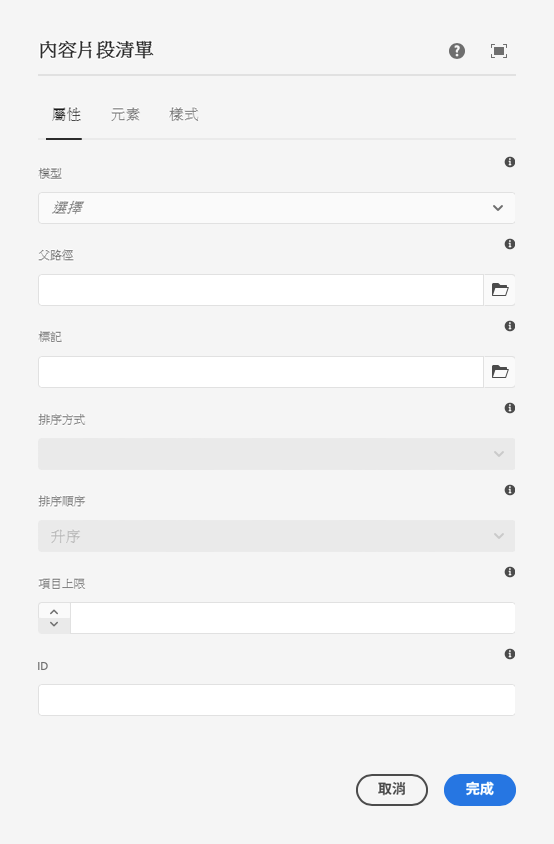 內容片段清單
屬性 元素 樣式
模型
選擇
父路徑
標記
排序方式
排序順序
升序
項目上限
ID
取消 完成